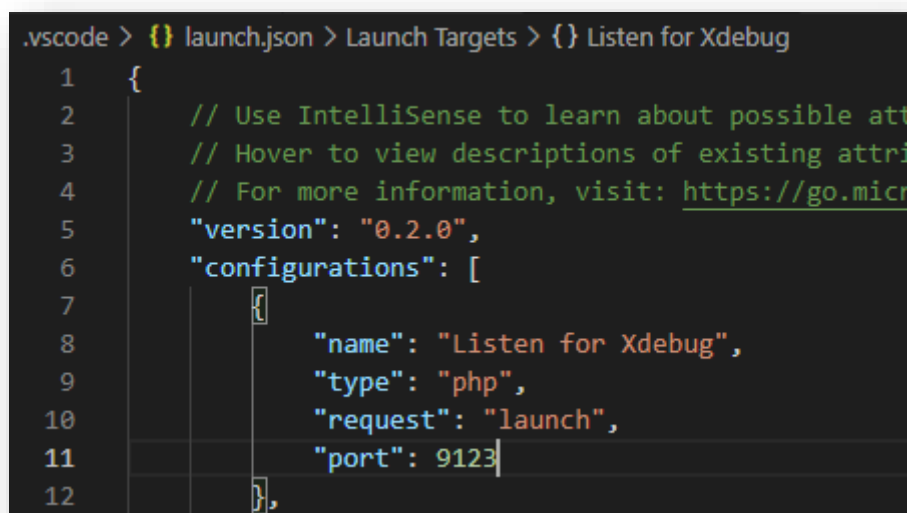 .vscode > {} launch.json > Launch Targets > {} Listen for Xdebug
1 {
2 // Use IntelliSense to learn about possible att
3 // Hover to view descriptions of existing attri
4 // For more information, visit: https://go.micr
5 "version": "0.2.0",
6 "configurations": [
7 {
8 "name": "Listen for Xdebug",
9 "type": "php",
10 "request": "launch",
11 "port": 9123
12 },